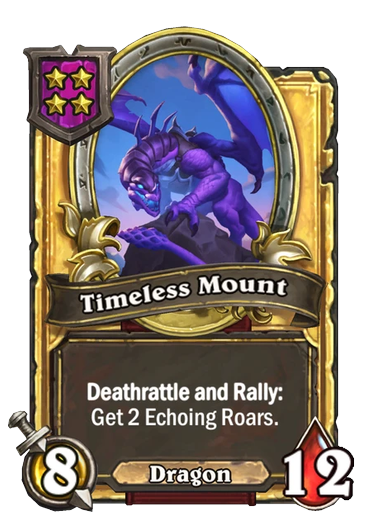 Timeless Mount
Deathrattle and Rally:
Get 2 Echoing Roars.
8
Dragon
12